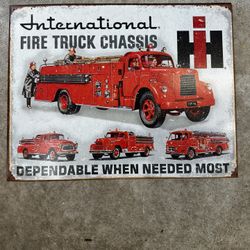 International
FIRE TRUCK CHASSIS
IH
DEPENDABLE WHEN NEEDED MOST